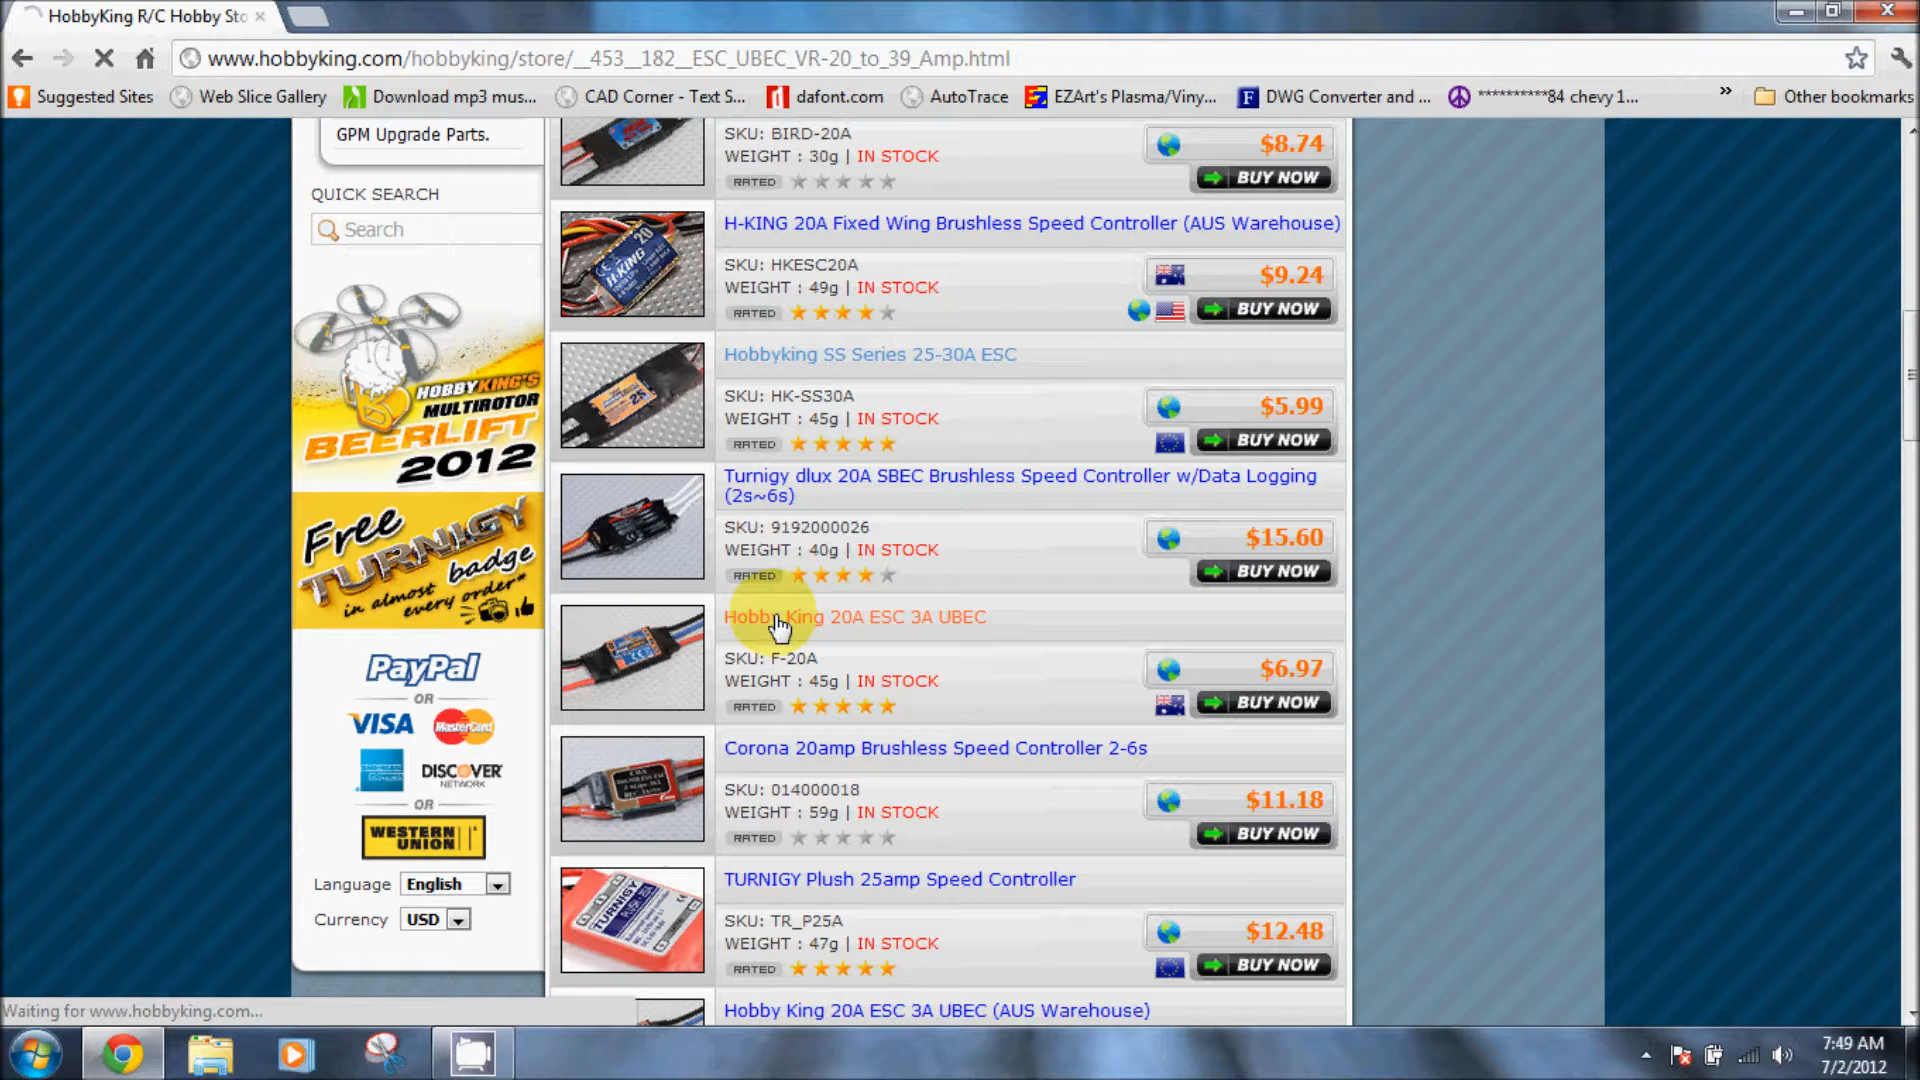 HobbyKing R/C Hobby Sto
www.hobbyking.com/hobbyking/store/__453__182__ESC_UBEC_VR-20_to_39_Amp.html
Suggested Sites
Web Slice Gallery
Download mp3 mus...
CAD Corner - Text S...
dafont.com
AutoTrace
EZArt's Plasma/Viny...
DWG Converter and ...
**********84 chevy 1...
»
Other bookmarks
GPM Upgrade Parts.
QUICK SEARCH
Search
HOBBYKING'S
MULTIROTOR
BEERLIFT
2012
Free
TURNIGY
badge
in almost
every order*
PayPal
OR
VISA MasterCard
DISCOVER
NETWORK
OR
WESTERN
UNION
Language English
Currency USD
SKU: BIRD-20A
WEIGHT : 30g | IN STOCK
RATED
$8.74
BUY NOW
H-KING 20A Fixed Wing Brushless Speed Controller (AUS Warehouse)
SKU: HKESC20A
WEIGHT : 49g | IN STOCK
RATED
$9.24
BUY NOW
H-KING
20
Hobbyking SS Series 25-30A ESC
SKU: HK-SS30A
WEIGHT : 45g | IN STOCK
RATED
$5.99
BUY NOW
Turnigy dlux 20A SBEC Brushless Speed Controller w/Data Logging
(2s~6s)
SKU: 9192000026
WEIGHT : 40g | IN STOCK
RATED
$15.60
BUY NOW
Hobby King 20A ESC 3A UBEC
SKU: F-20A
WEIGHT : 45g | IN STOCK
RATED
$6.97
BUY NOW
Corona 20amp Brushless Speed Controller 2-6s
SKU: 014000018
WEIGHT : 59g | IN STOCK
RATED
$11.18
BUY NOW
TURNIGY Plush 25amp Speed Controller
SKU: TR_P25A
WEIGHT : 47g | IN STOCK
RATED
$12.48
BUY NOW
TURNIGY
Hobby King 20A ESC 3A UBEC (AUS Warehouse)
Waiting for www.hobbyking.com...
7:49 AM
7/2/2012